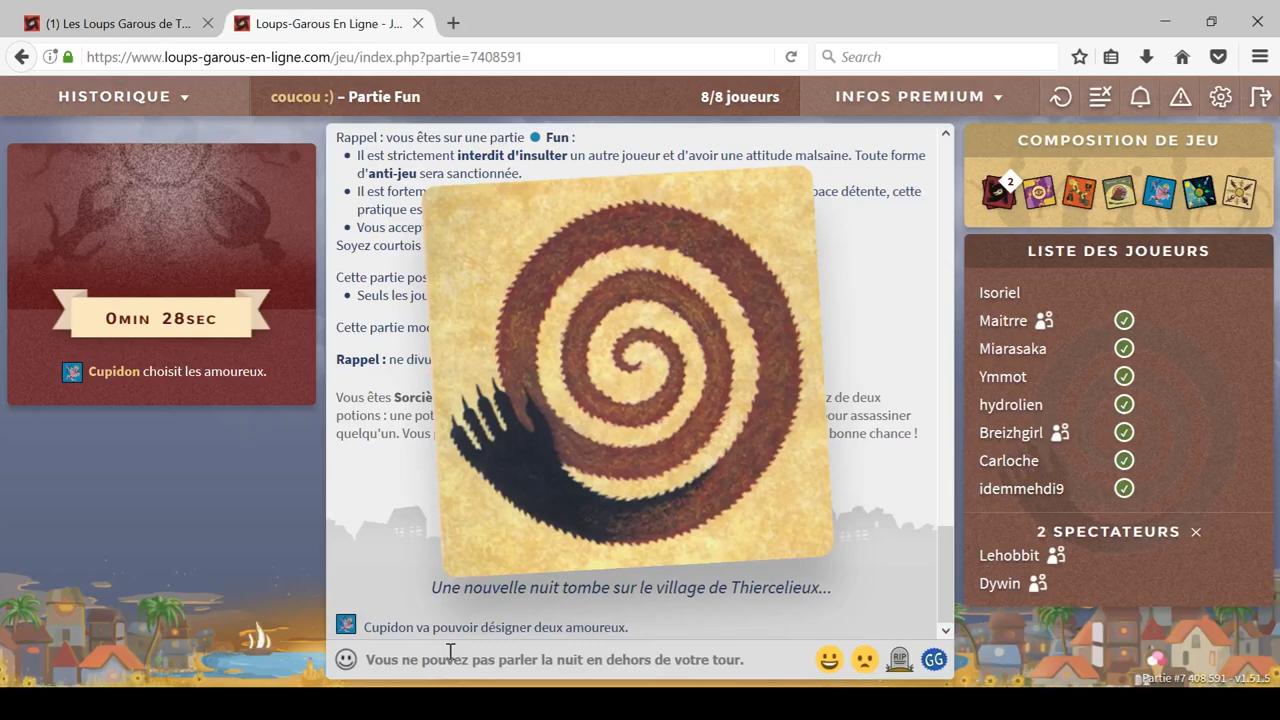 (1) Les Loups Garous de T...
Loups-Garous En Ligne - J...
https://www.loups-garous-en-ligne.com/jeu/index.php?partie=7408591
Search
HISTORIQUE
coucou :) – Partie Fun
8/8 joueurs
INFOS PREMIUM
0MIN 28SEC
Cupidon choisit les amoureux.
Rappel : vous êtes sur une partie Fun :
Il est strictement interdit d'insulter un autre joueur et d'avoir une attitude malsaine. Toute forme
d'anti-jeu sera sanctionnée.
Il est fortem
pace détente, cette
pratique es
Vous accep
Soyez courtois
Cette partie pos
Seuls les jou
Cette partie mod
Rappel : ne divu
Vous êtes Sorciè
z de deux
potions : une pot
our assassiner
quelqu'un. Vous
bonne chance !
Une nouvelle nuit tombe sur le village de Thiercelieux...
Cupidon va pouvoir désigner deux amoureux.
Vous ne pouvez pas parler la nuit en dehors de votre tour.
RIP
GG
COMPOSITION DE JEU
2
LISTE DES JOUEURS
Isoriel
Maitrre
Miarasaka
Ymmot
hydrolien
Breizhgirl
Carloche
idemmehdi9
2 SPECTATEURS
Lehobbit
Dywin
Partie #7 408 591 - v1.51.5